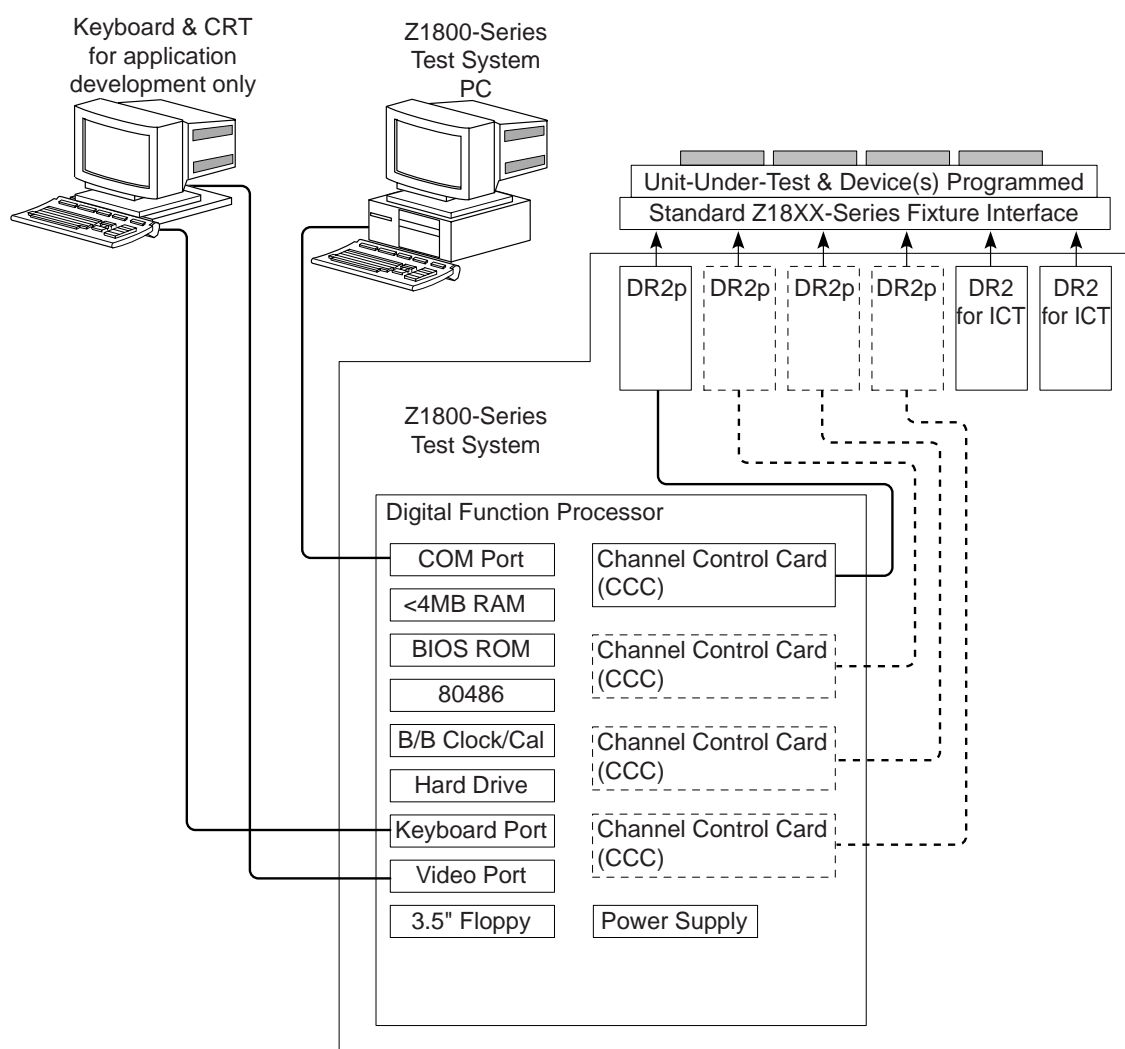 Keyboard & CRT
for application
development only
Z1800-Series
Test System
PC
Unit-Under-Test & Device(s) Programmed
Standard Z18XX-Series Fixture Interface
DR2p
DR2p
DR2p
DR2p
DR2
for ICT
DR2
for ICT
Z1800-Series
Test System
Digital Function Processor
COM Port
<4MB RAM
BIOS ROM
80486
B/B Clock/Cal
Hard Drive
Keyboard Port
Video Port
3.5" Floppy
Channel Control Card
(CCC)
Channel Control Card
(CCC)
Channel Control Card
(CCC)
Channel Control Card
(CCC)
Power Supply